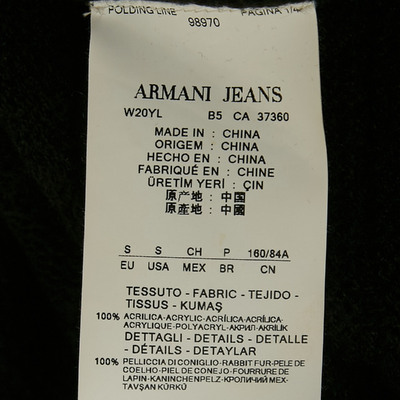 FOLDING LINE PAGINA 1/4
98970
ARMANI JEANS
W20YL B5 CA 37360
MADE IN : CHINA
ORIGEM : CHINA
HECHO EN : CHINA
FABRIQUÉ EN : CHINE
ÜRETİM YERİ : ÇIN
原产地: 中国
原產地: 中國
S S CH P 160/84A
EU USA MEX BR CN
TESSUTO - FABRIC - TEJIDO -
TISSUS - KUMAŞ
100% ACRILICA-ACRYLIC-ACRÍLICA-ACRÍLICA-
ACRYLIQUE-POLYACRYL-АКРИЛ-AKRİLİK
DETTAGLI - DETAILS - DETALLE
- DÉTAILS - DETAYLAR
100% PELLICCIA DI CONIGLIO-RABBIT FUR-PELE DE
COELHO-PIEL DE CONEJO-FOURRURE DE
LAPIN-KANINCHENPELZ-КРОЛИЧИЙ МЕХ-
TAVŞAN KÜRKÜ